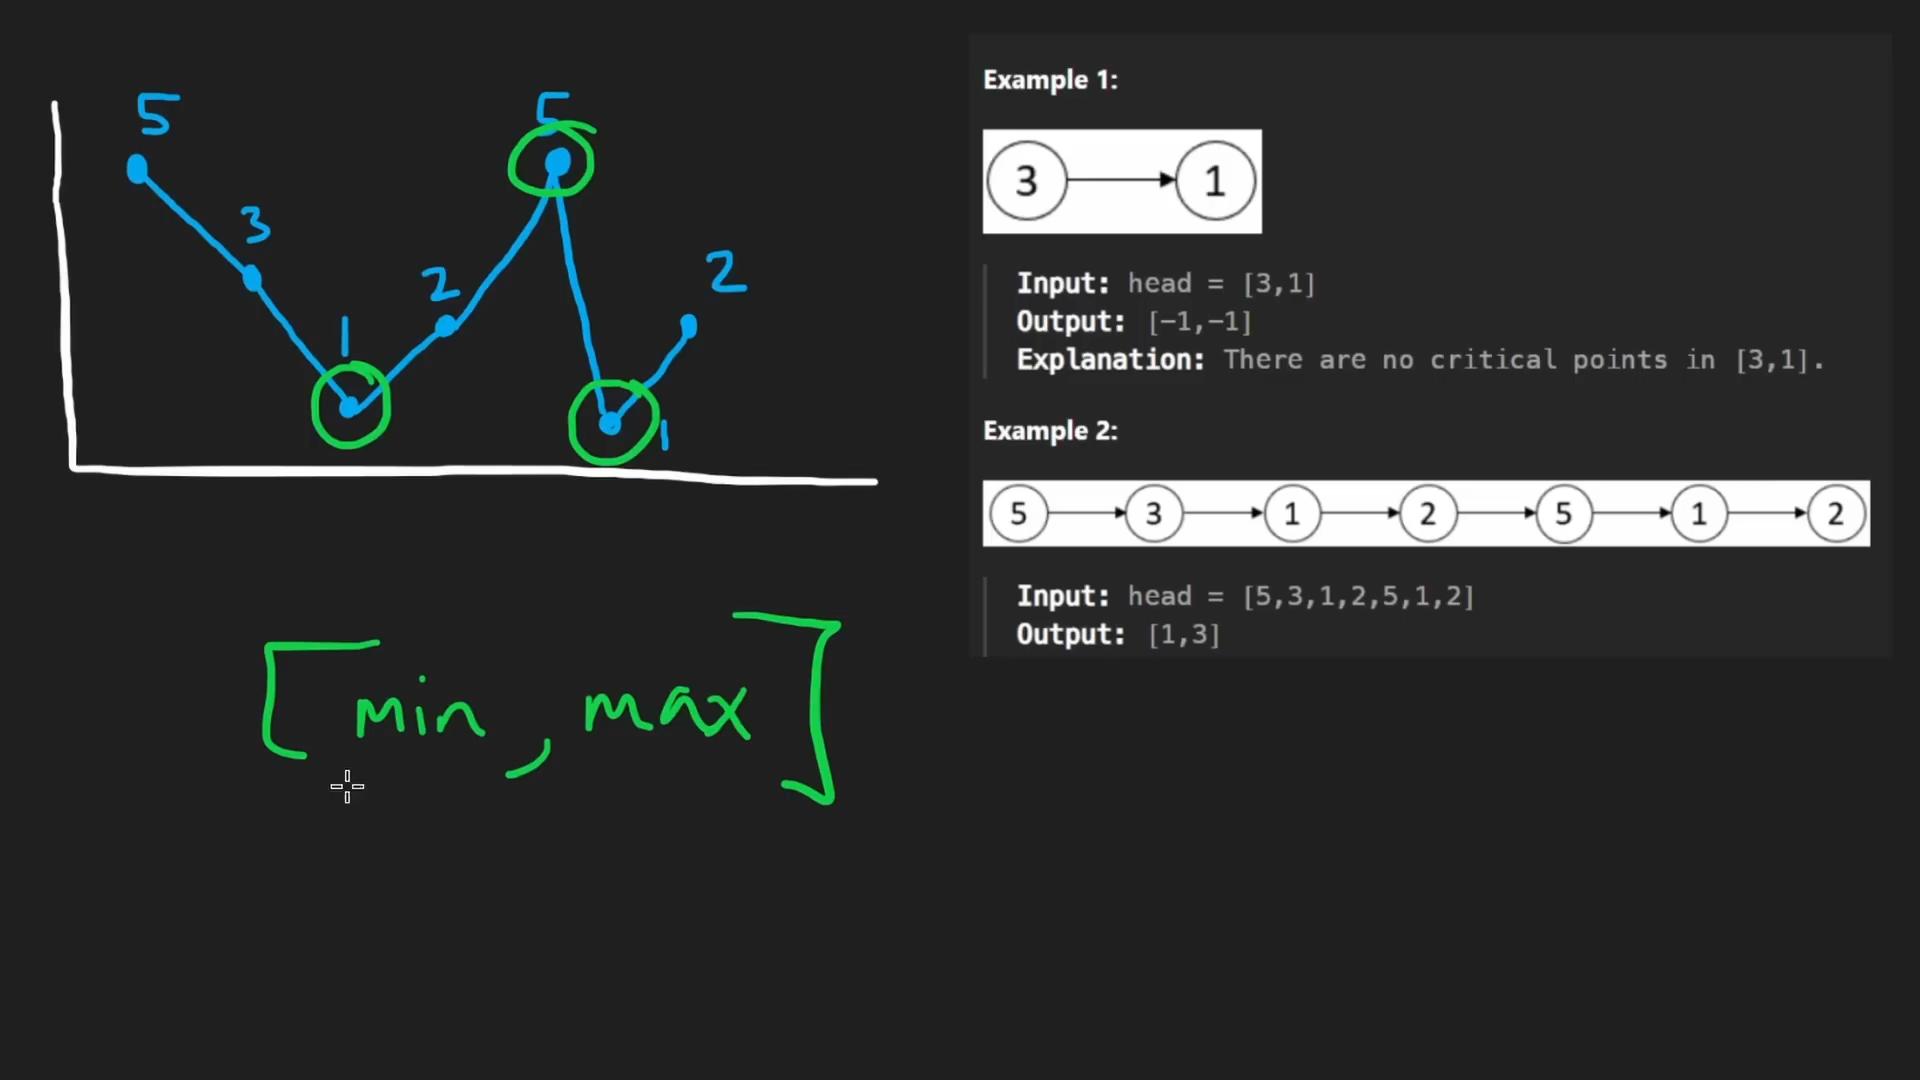 5
5
3
2
2
1
1
[ min , max ]
Example 1:
3 1
Input: head = [3,1]
Output: [-1,-1]
Explanation: There are no critical points in [3,1].
Example 2:
5 3 1 2 5 1 2
Input: head = [5,3,1,2,5,1,2]
Output: [1,3]